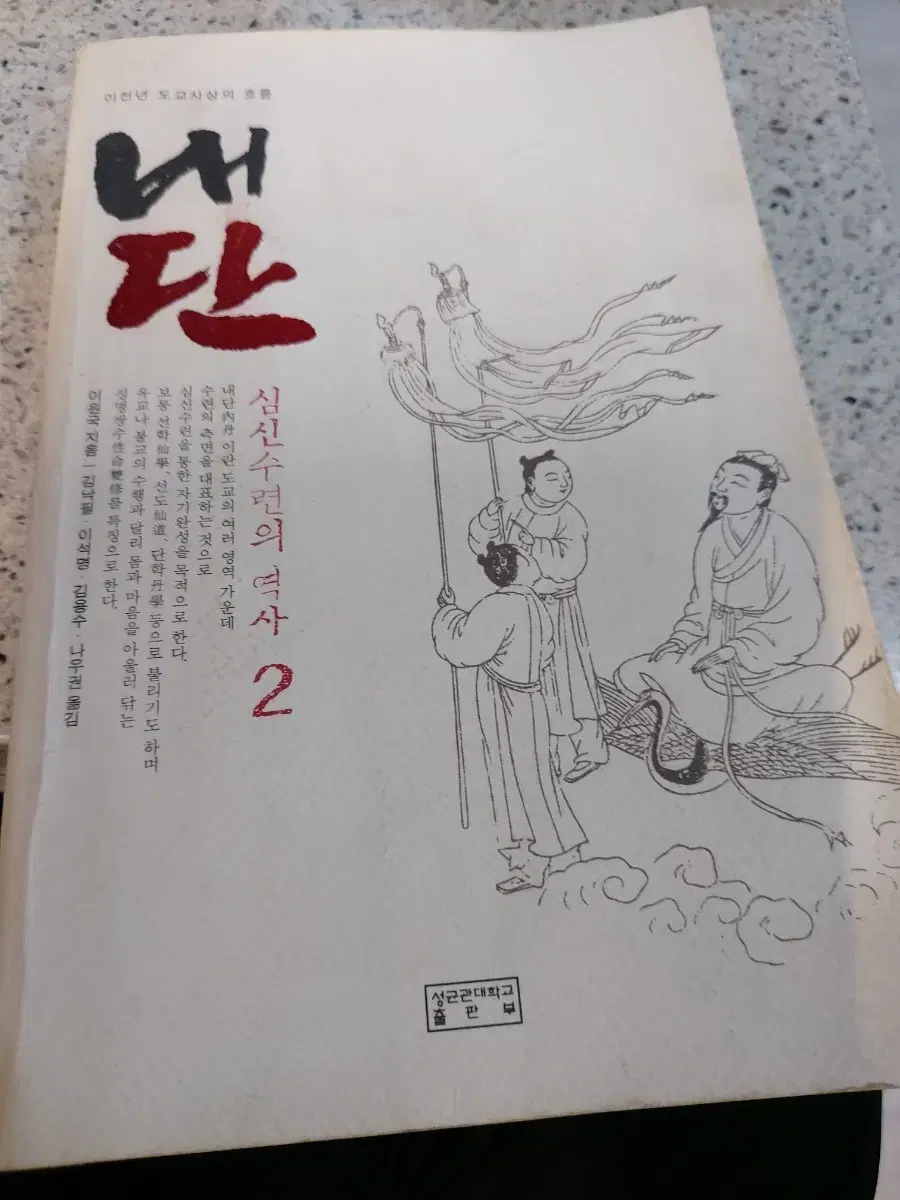 이천년 도교사상의 흐름
내
단
심신수련의 역사 2
내단內丹이란 도교의 여러 영역 가운데
수련의 측면을 대표하는 것으로
심신수련을 통한 자기완성을 목적으로 한다.
보통 선학仙學, 선도仙道, 단학丹學 등으로 불리기도 하며
유교나 불교의 수행과 달리 몸과 마음을 아울러 닦는
성명쌍수性命雙修를 특징으로 한다.
이원국 지음 | 김낙필 · 이석명 · 김용수 · 나우권 옮김
성균관대학교
출판부